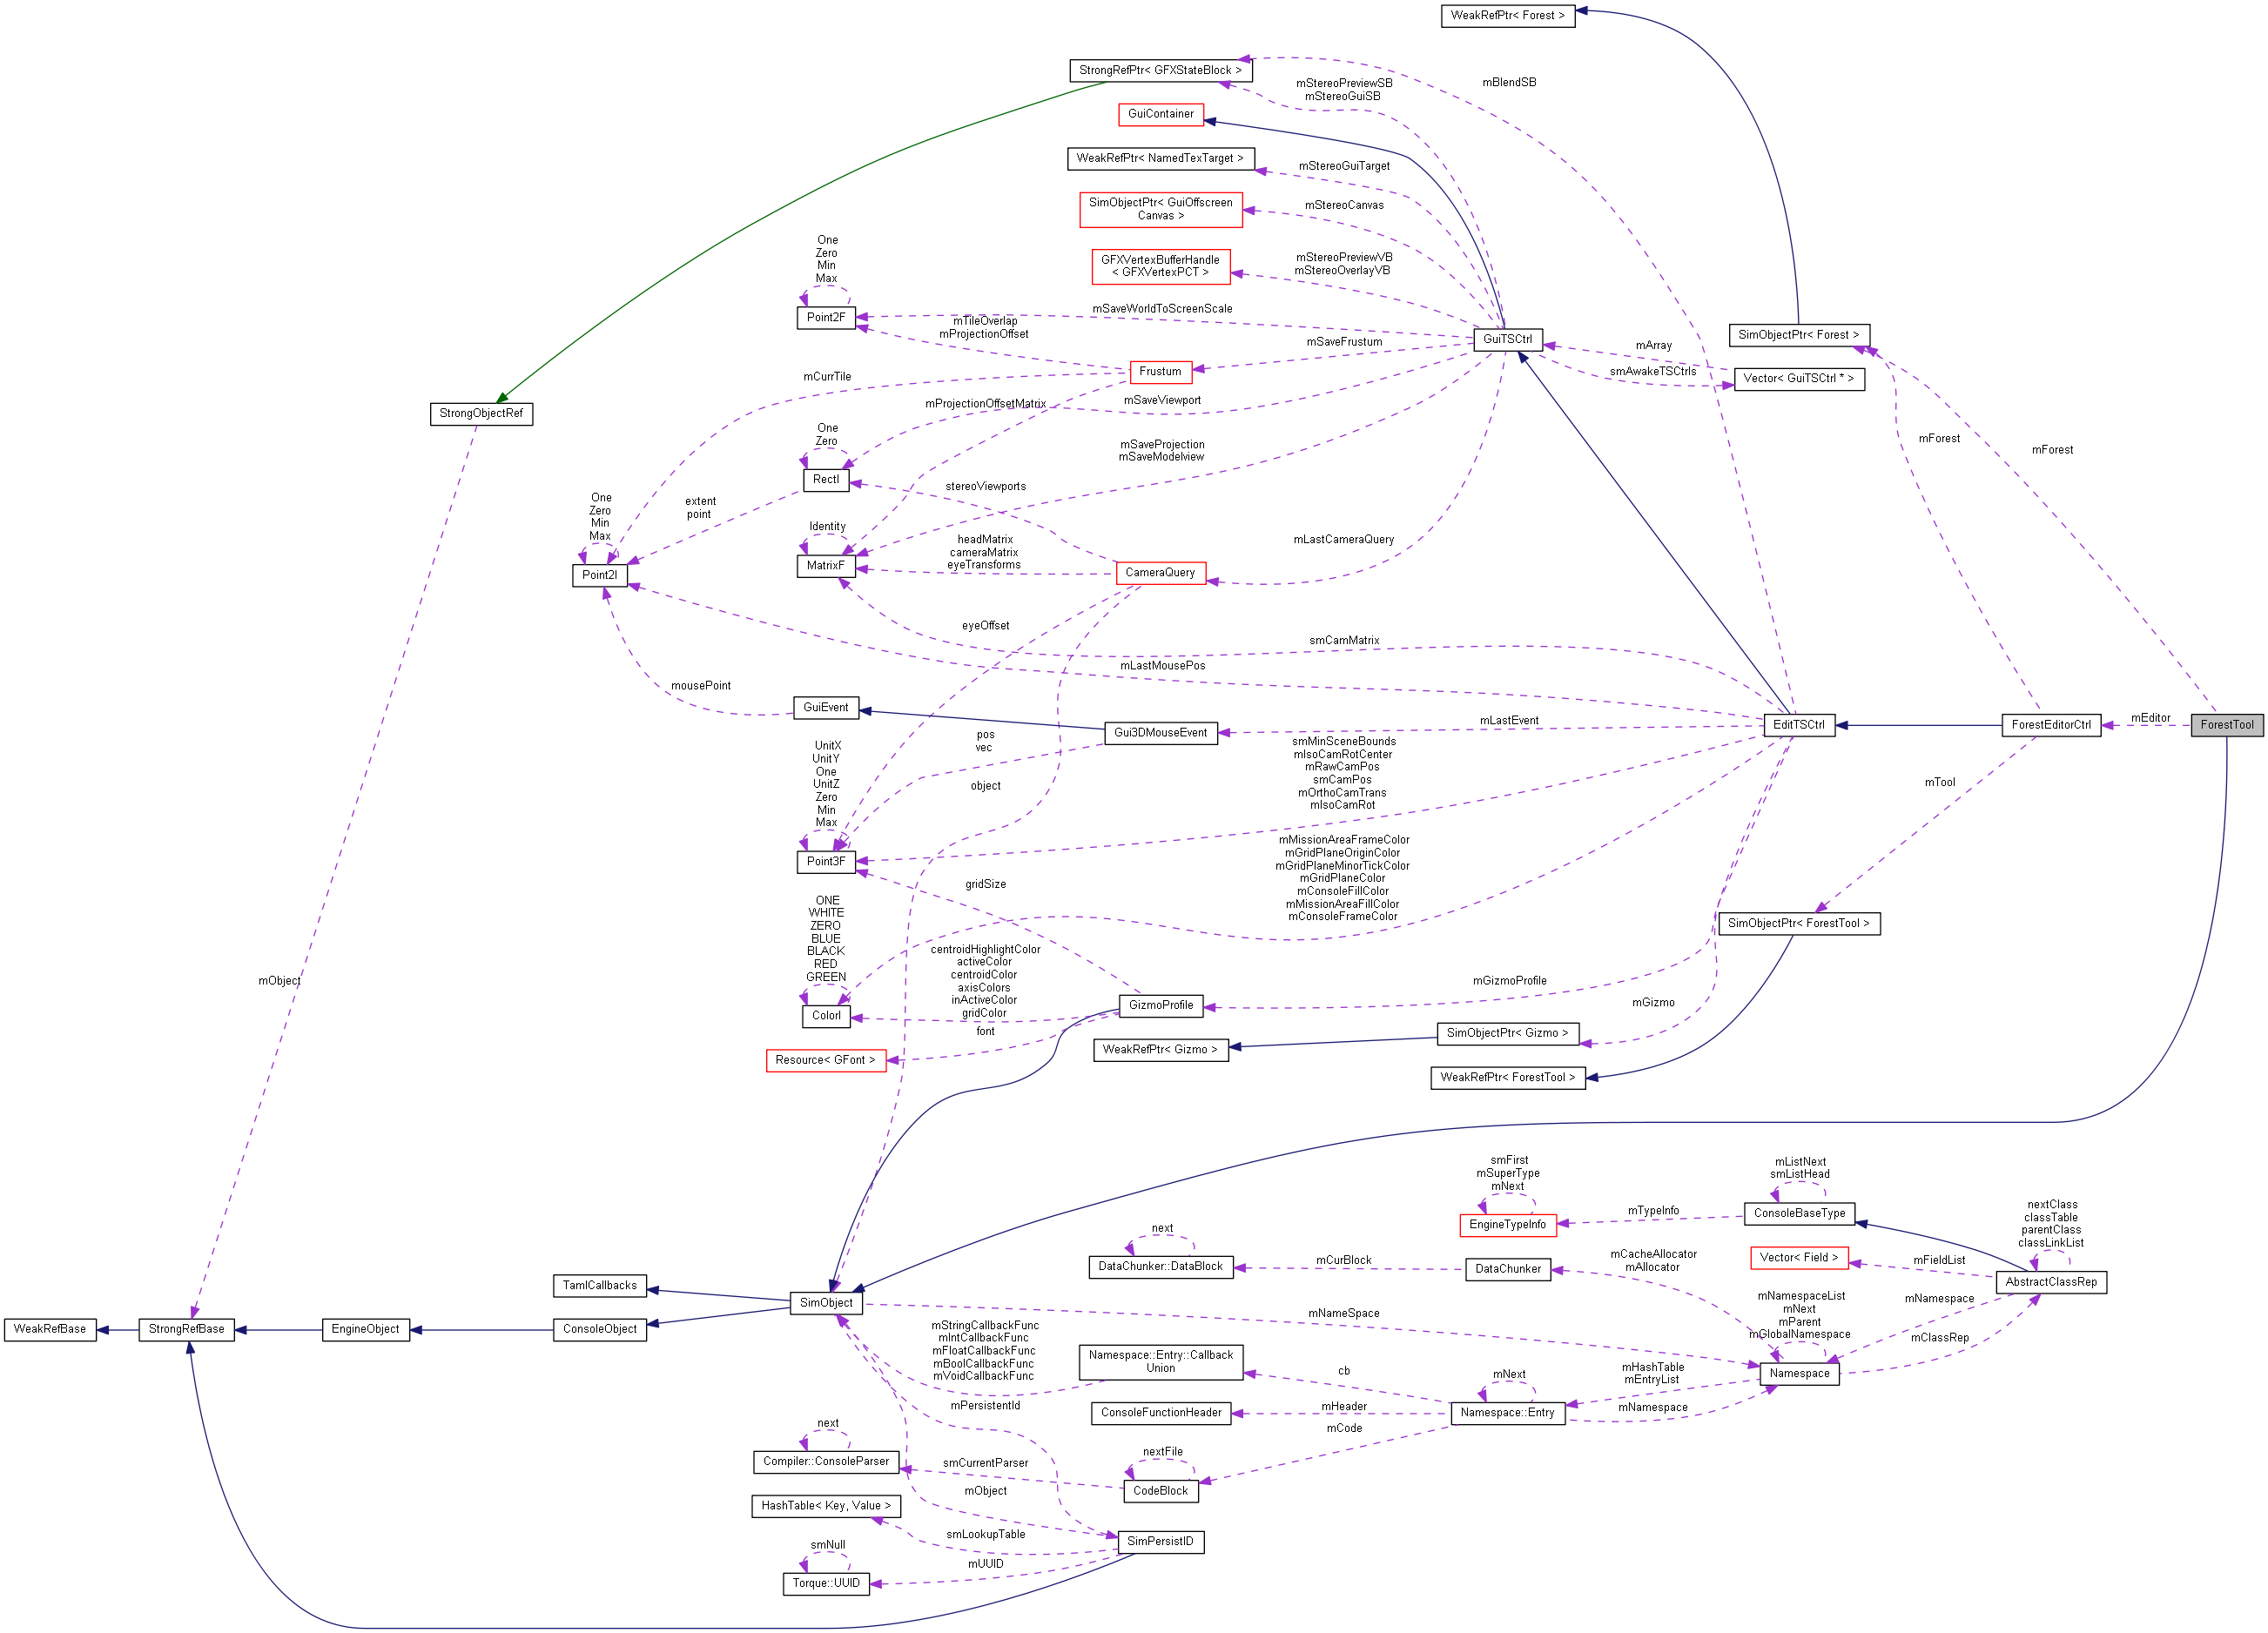 WeakRefPtr< Forest >
StrongRefPtr< GFXStateBlock >
mStereoPreviewSB
mStereoGuiSB
mBlendSB
GuiContainer
WeakRefPtr< NamedTexTarget >
mStereoGuiTarget
SimObjectPtr< GuiOffscreen
Canvas >
mStereoCanvas
One
Zero
Min
Max
GFXVertexBufferHandle
< GFXVertexPCT >
mStereoPreviewVB
mStereoOverlayVB
Point2F
mSaveWorldToScreenScale
mTileOverlap
mProjectionOffset
GuiTSCtrl
mArray
SimObjectPtr< Forest >
mSaveFrustum
Frustum
smAwakeTSCtrls
Vector< GuiTSCtrl * >
mCurrTile
mProjectionOffsetMatrix
mSaveViewport
StrongObjectRef
One
Zero
mSaveProjection
mSaveModelview
mForest
mForest
RectI
stereoViewports
extent
point
One
Zero
Min
Max
Identity
headMatrix
cameraMatrix
eyeTransforms
mLastCameraQuery
Point2I
MatrixF
CameraQuery
eyeOffset
smCamMatrix
mLastMousePos
mousePoint
GuiEvent
Gui3DMouseEvent
mLastEvent
EditTSCtrl
ForestEditorCtrl
mEditor
ForestTool
pos
vec
UnitX
UnitY
One
UnitZ
Zero
Min
Max
object
smMinSceneBounds
mIsoCamRotCenter
mRawCamPos
smCamPos
mOrthoCamTrans
mIsoCamRot
mTool
Point3F
mMissionAreaFrameColor
mGridPlaneOriginColor
mGridPlaneMinorTickColor
mGridPlaneColor
mConsoleFillColor
mMissionAreaFillColor
mConsoleFrameColor
gridSize
ONE
WHITE
ZERO
BLUE
BLACK
RED
GREEN
SimObjectPtr< ForestTool >
centroidHighlightColor
activeColor
centroidColor
axisColors
inActiveColor
gridColor
mObject
mGizmoProfile
mGizmo
ColorI
GizmoProfile
font
SimObjectPtr< Gizmo >
Resource< GFont >
WeakRefPtr< Gizmo >
WeakRefPtr< ForestTool >
smFirst
mSuperType
mNext
mListNext
smListHead
mTypeInfo
EngineTypeInfo
ConsoleBaseType
nextClass
classTable
parentClass
classLinkList
next
DataChunker::DataBlock
mCurBlock
DataChunker
mCacheAllocator
mAllocator
Vector< Field >
mFieldList
AbstractClassRep
TamlCallbacks
SimObject
mNameSpace
mNamespaceList
mNext
mParent
mGlobalNamespace
mNamespace
mClassRep
WeakRefBase
StrongRefBase
EngineObject
ConsoleObject
mStringCallbackFunc
mIntCallbackFunc
mFloatCallbackFunc
mBoolCallbackFunc
mVoidCallbackFunc
Namespace::Entry::Callback
Union
cb
mHashTable
mEntryList
Namespace
mNext
mPersistentId
ConsoleFunctionHeader
mHeader
Namespace::Entry
mNamespace
mCode
next
Compiler::ConsoleParser
smCurrentParser
nextFile
CodeBlock
HashTable< Key, Value >
mObject
smLookupTable
SimPersistID
smNull
mUUID
Torque::UUID